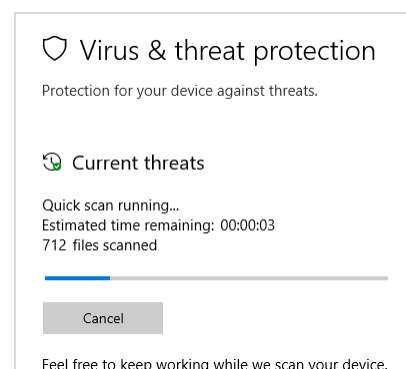 Virus & threat protection
Protection for your device against threats.
Current threats
Quick scan running...
Estimated time remaining: 00:00:03
712 files scanned
Cancel
Feel free to keep working while we scan your device.